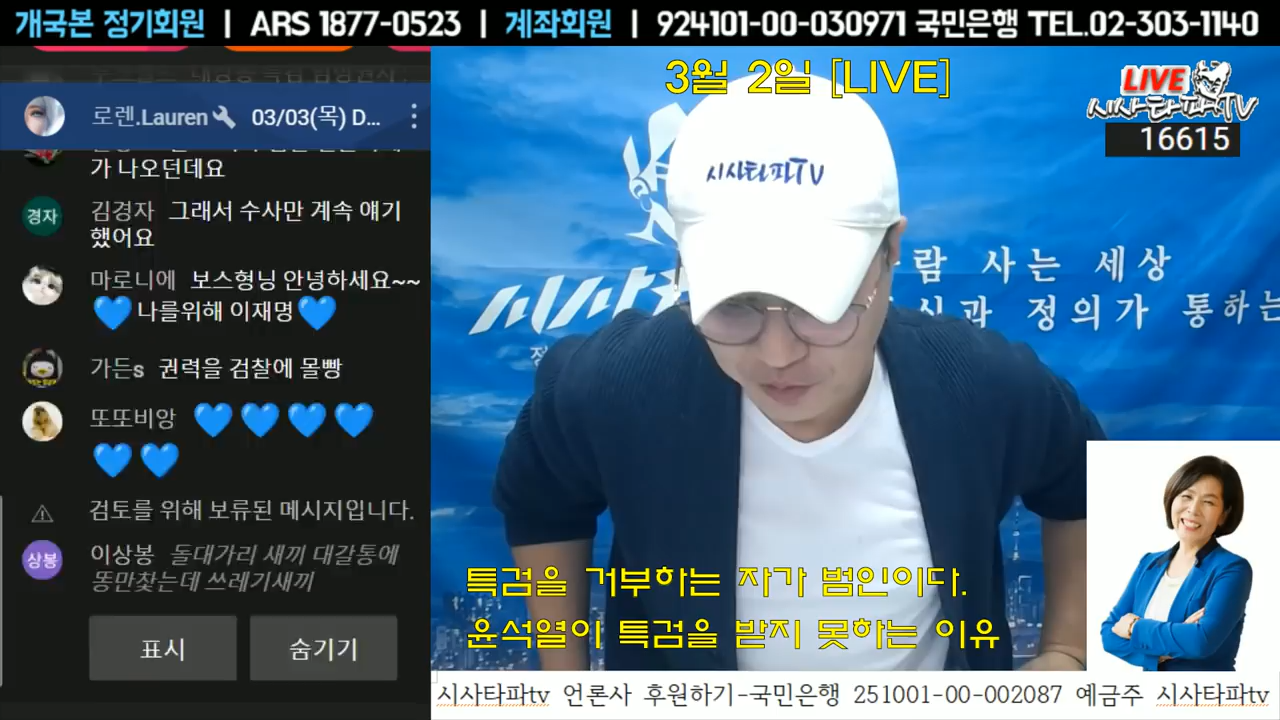 개국본 정기회원 | ARS 1877-0523 | 계좌회원 | 924101-00-030971 국민은행 TEL.02-303-1140
로렌.Lauren 03/03(목) D...
가 나오던데요
경자
김경자 그래서 수사만 계속 얘기
했어요
마로니에 보스형닝 안녕하세요~~
💙나를위해 이재명💙
가든s 권력을 검찰에 몰빵
또또비앙 💙💙💙💙
💙💙
검토를 위해 보류된 메시지입니다.
상봉
이상봉 돌대가리 새끼 대갈통에
똥만찾는데 쓰레기새끼
표시
숨기기
3월 2일 [LIVE]
LIVE
시사타파TV
16615
시사타파TV
람 사는 세상
과 정의가 통하는
시사
특검을 거부하는 자가 범인이다.
윤석열이 특검을 받지 못하는 이유
시사타파tv 언론사 후원하기-국민은행 251001-00-002087 예금주 시사타파tv